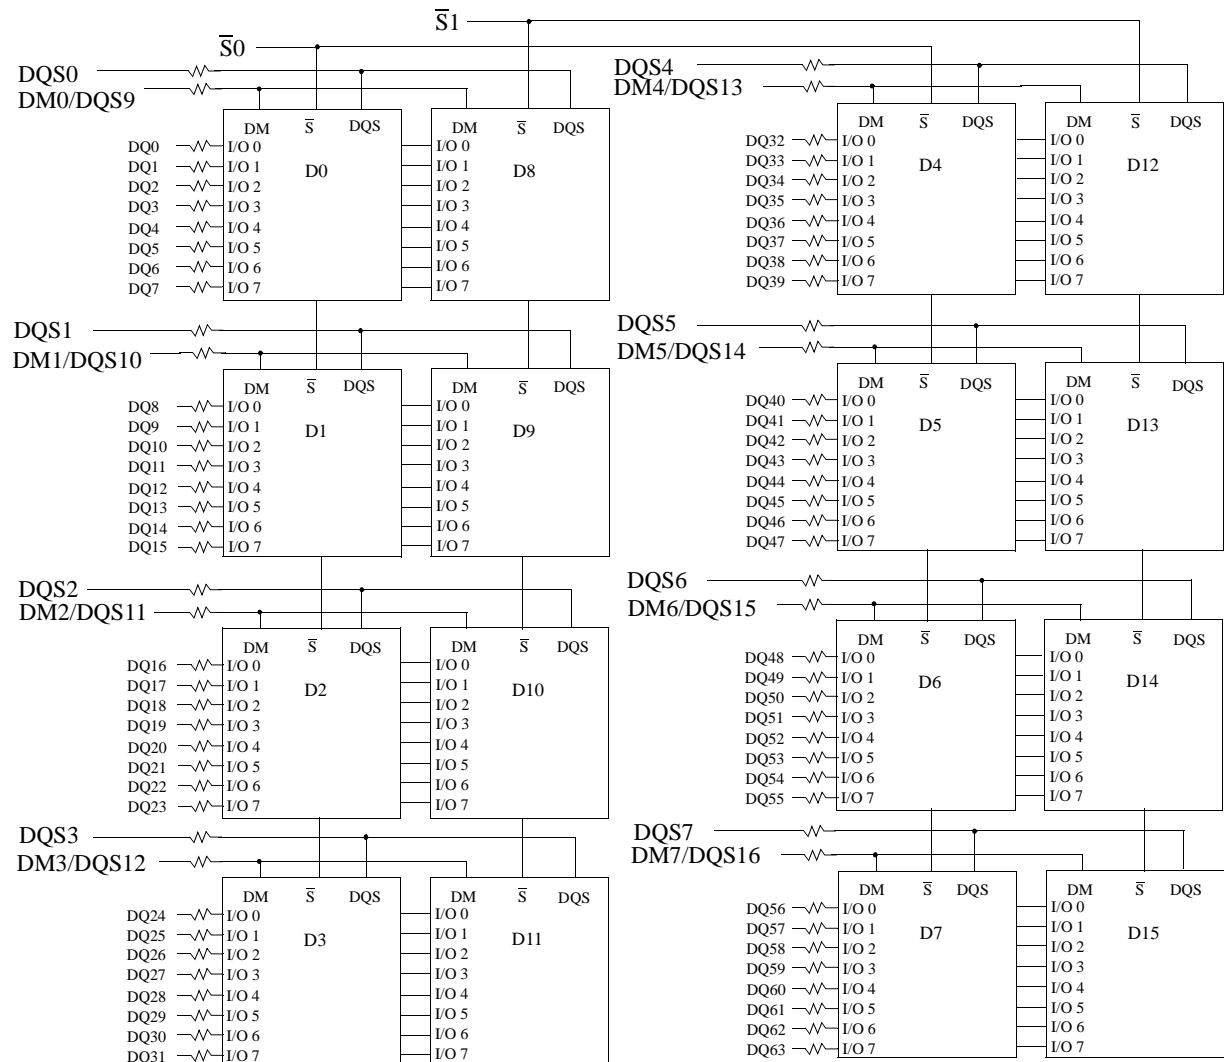 S̅1
S̅0
DQS0
DM0/DQS9
DM S̅ DQS DM S̅ DQS
D0 D8
DQ0 I/O 0 I/O 0
DQ1 I/O 1 I/O 1
DQ2 I/O 2 I/O 2
DQ3 I/O 3 I/O 3
DQ4 I/O 4 I/O 4
DQ5 I/O 5 I/O 5
DQ6 I/O 6 I/O 6
DQ7 I/O 7 I/O 7
DQS1
DM1/DQS10
DM S̅ DQS DM S̅ DQS
D1 D9
DQ8 I/O 0 I/O 0
DQ9 I/O 1 I/O 1
DQ10 I/O 2 I/O 2
DQ11 I/O 3 I/O 3
DQ12 I/O 4 I/O 4
DQ13 I/O 5 I/O 5
DQ14 I/O 6 I/O 6
DQ15 I/O 7 I/O 7
DQS2
DM2/DQS11
DM S̅ DQS DM S̅ DQS
D2 D10
DQ16 I/O 0 I/O 0
DQ17 I/O 1 I/O 1
DQ18 I/O 2 I/O 2
DQ19 I/O 3 I/O 3
DQ20 I/O 4 I/O 4
DQ21 I/O 5 I/O 5
DQ22 I/O 6 I/O 6
DQ23 I/O 7 I/O 7
DQS3
DM3/DQS12
DM S̅ DQS DM S̅ DQS
D3 D11
DQ24 I/O 0 I/O 0
DQ25 I/O 1 I/O 1
DQ26 I/O 2 I/O 2
DQ27 I/O 3 I/O 3
DQ28 I/O 4 I/O 4
DQ29 I/O 5 I/O 5
DQ30 I/O 6 I/O 6
DQ31 I/O 7 I/O 7
DQS4
DM4/DQS13
DM S̅ DQS DM S̅ DQS
D4 D12
DQ32 I/O 0 I/O 0
DQ33 I/O 1 I/O 1
DQ34 I/O 2 I/O 2
DQ35 I/O 3 I/O 3
DQ36 I/O 4 I/O 4
DQ37 I/O 5 I/O 5
DQ38 I/O 6 I/O 6
DQ39 I/O 7 I/O 7
DQS5
DM5/DQS14
DM S̅ DQS DM S̅ DQS
D5 D13
DQ40 I/O 0 I/O 0
DQ41 I/O 1 I/O 1
DQ42 I/O 2 I/O 2
DQ43 I/O 3 I/O 3
DQ44 I/O 4 I/O 4
DQ45 I/O 5 I/O 5
DQ46 I/O 6 I/O 6
DQ47 I/O 7 I/O 7
DQS6
DM6/DQS15
DM S̅ DQS DM S̅ DQS
D6 D14
DQ48 I/O 0 I/O 0
DQ49 I/O 1 I/O 1
DQ50 I/O 2 I/O 2
DQ51 I/O 3 I/O 3
DQ52 I/O 4 I/O 4
DQ53 I/O 5 I/O 5
DQ54 I/O 6 I/O 6
DQ55 I/O 7 I/O 7
DQS7
DM7/DQS16
DM S̅ DQS DM S̅ DQS
D7 D15
DQ56 I/O 0 I/O 0
DQ57 I/O 1 I/O 1
DQ58 I/O 2 I/O 2
DQ59 I/O 3 I/O 3
DQ60 I/O 4 I/O 4
DQ61 I/O 5 I/O 5
DQ62 I/O 6 I/O 6
DQ63 I/O 7 I/O 7